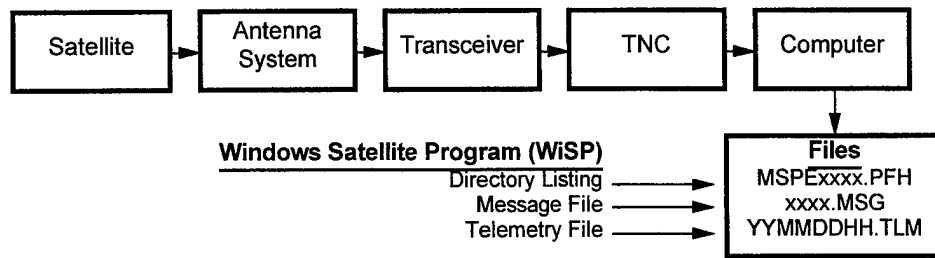 Satellite
Antenna
System
Transceiver
TNC
Computer
Windows Satellite Program (WiSP)
Directory Listing
Message File
Telemetry File
Files
MSPExxxx.PFH
xxxx.MSG
YYMMDDHH.TLM